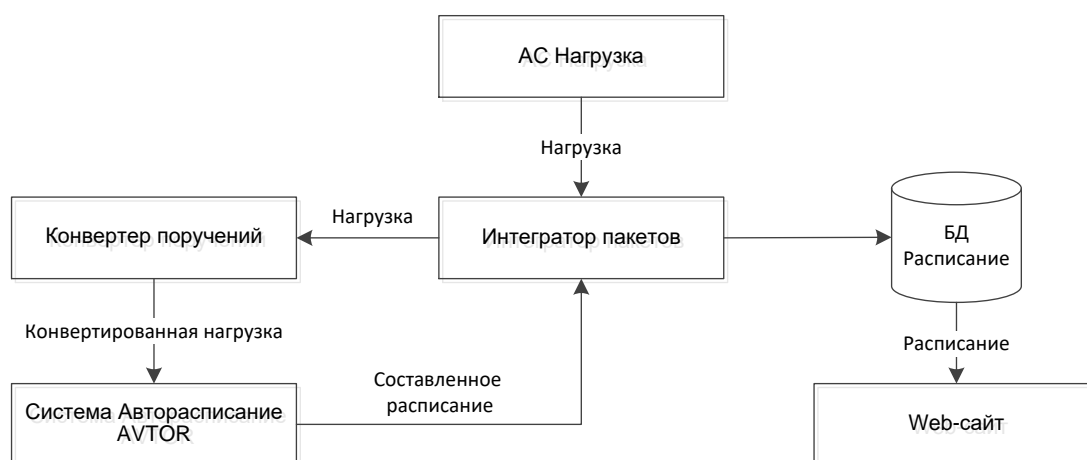 АС Нагрузка
Нагрузка
Конвертер поручений
Нагрузка
Интегратор пакетов
БД
Расписание
Конвертированная нагрузка
Расписание
Система Авторасписание
AVTOR
Составленное
расписание
Web-сайт